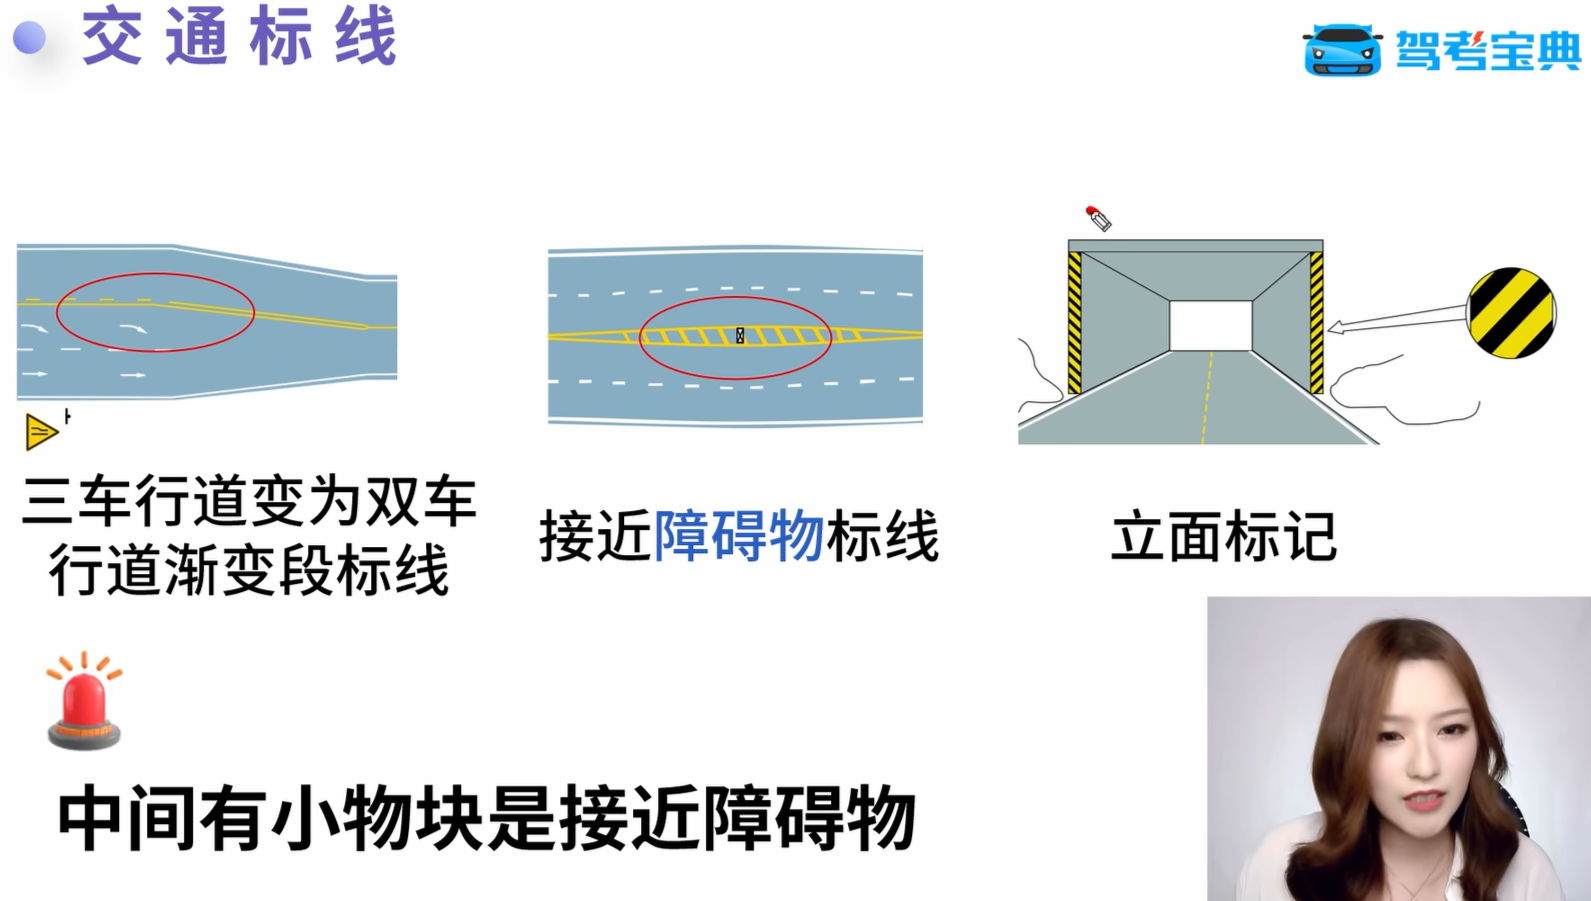 交通标线
驾考宝典
三车行道变为双车
行道渐变段标线
接近障碍物标线
立面标记
中间有小物块是接近障碍物